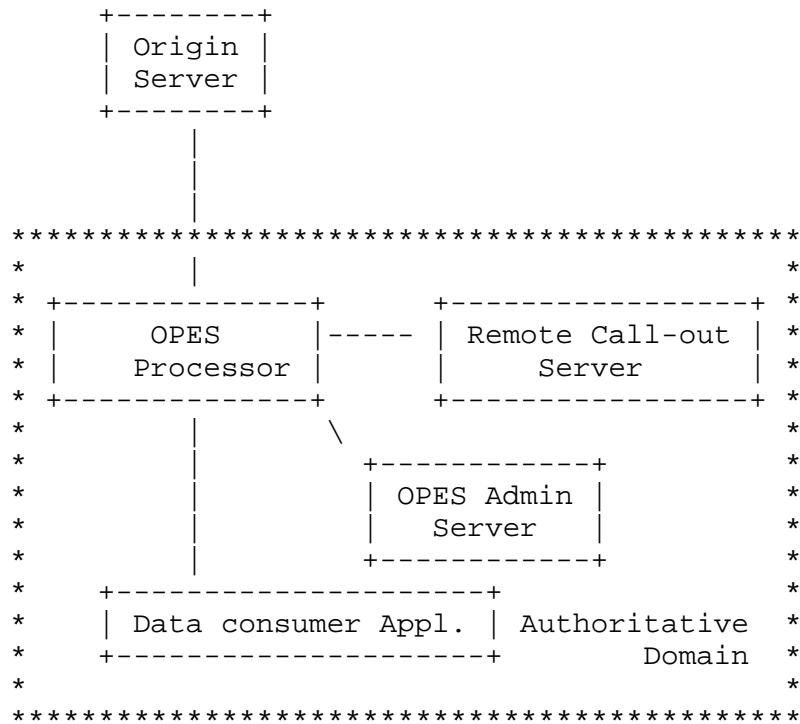 Origin
Server
OPES
Processor
Remote Call-out
Server
OPES Admin
Server
Data consumer Appl.
Authoritative
Domain